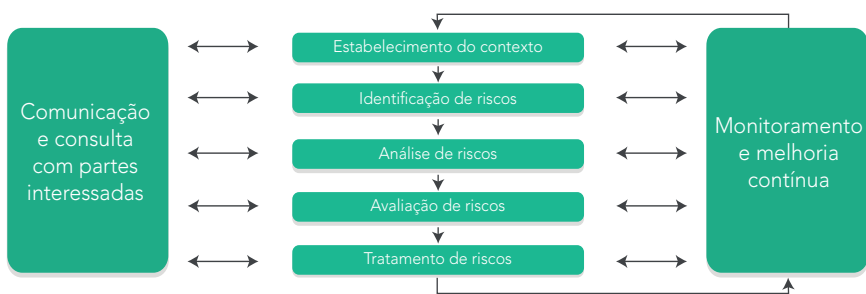 Comunicação
e consulta
com partes
interessadas
Estabelecimento do contexto
Identificação de riscos
Análise de riscos
Avaliação de riscos
Tratamento de riscos
Monitoramento
e melhoria
contínua